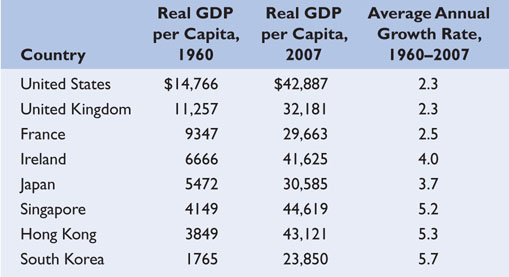 Real GDP per Capita, 1960 Real GDP per Capita, 2007 Average Annual Growth Rate, 1960–2007
Country
United States $14,766 $42,887 2.3
United Kingdom 11,257 32,181 2.3
France 9347 29,663 2.5
Ireland 6666 41,625 4.0
Japan 5472 30,585 3.7
Singapore 4149 44,619 5.2
Hong Kong 3849 43,121 5.3
South Korea 1765 23,850 5.7